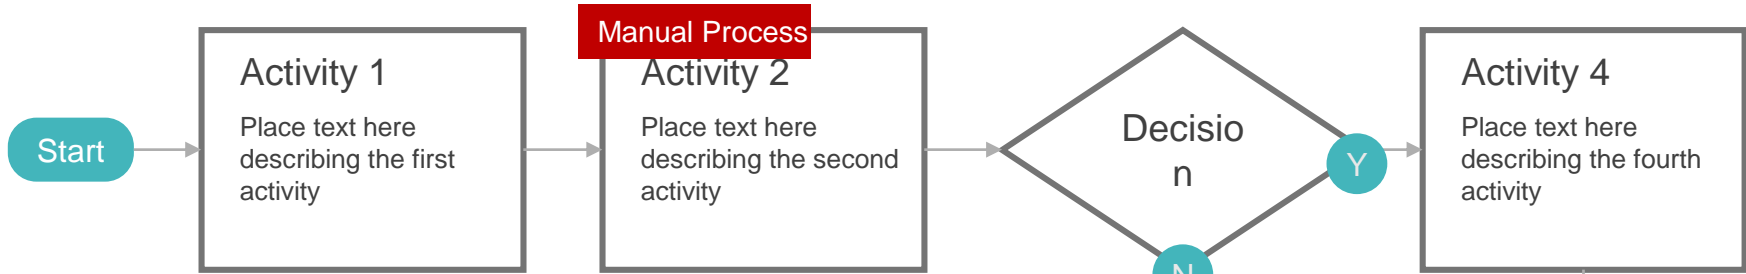 Start
Activity 1
Place text here
describing the first
activity
Manual Process
Activity 2
Place text here
describing the second
activity
Decisio
n
Y
N
Activity 4
Place text here
describing the fourth
activity